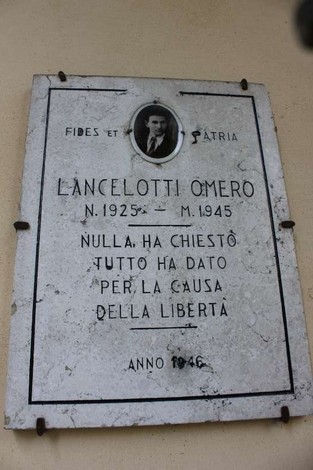 FIDES ET PATRIA
LANCELOTTI OMERO
N. 1925 - M. 1945
NULLA HA CHIESTO
TUTTO HA DATO
PER LA CAUSA
DELLA LIBERTÀ
ANNO 1946